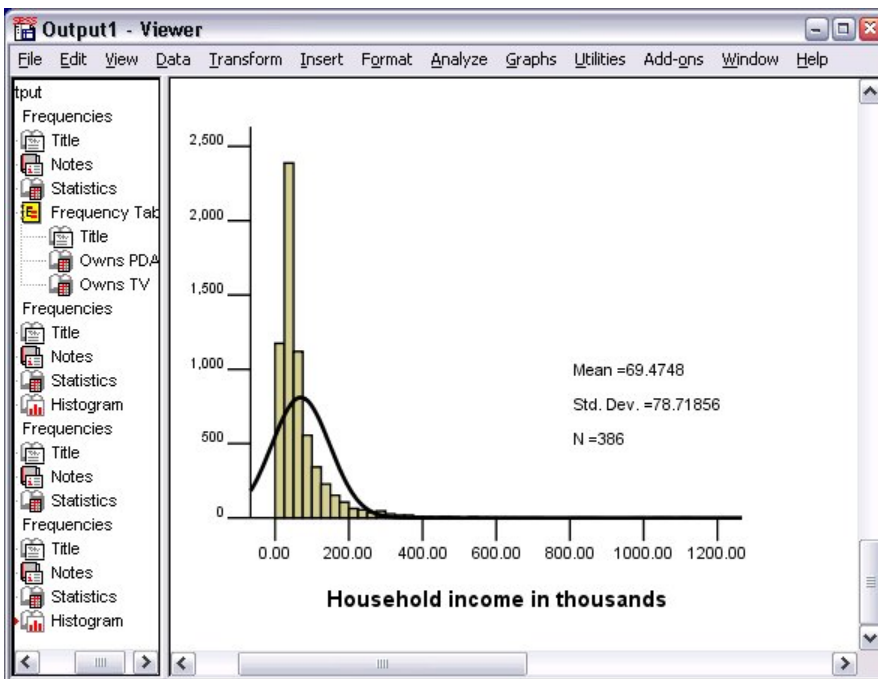 Output1 - Viewer
File Edit View Data Transform Insert Format Analyze Graphs Utilities Add-ons Window Help
tput
Frequencies
Title
Notes
Statistics
Frequency Tab
Title
Owns PDA
Owns TV
Frequencies
Title
Notes
Statistics
Histogram
Frequencies
Title
Notes
Statistics
Frequencies
Title
Notes
Statistics
Histogram
2,500
2,000
1,500
1,000
500
0
Mean =69.4748
Std. Dev. =78.71856
N =386
0.00 200.00 400.00 600.00 800.00 1000.00 1200.00
Household income in thousands